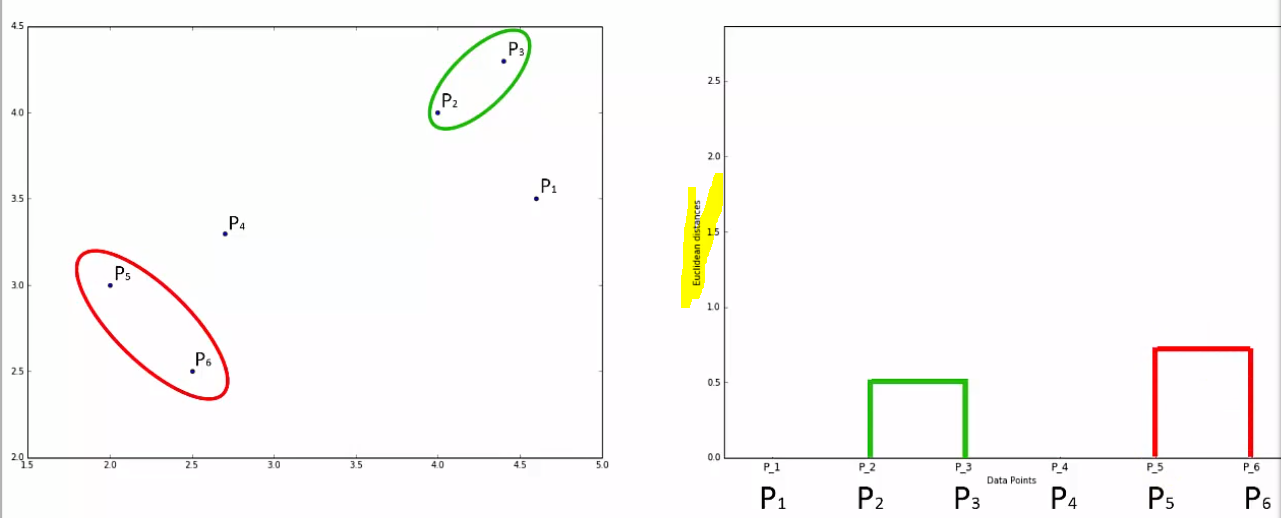 4.5
4.0
3.5
3.0
2.5
2.0
1.5
2.0
2.5
3.0
3.5
4.0
4.5
5.0
P3
P2
P1
P4
P5
P6
2.5
2.0
1.5
1.0
0.5
0.0
Euclidean distances
P_1 P_2 P_3 P_4 P_5 P_6
Data Points
P1 P2 P3 P4 P5 P6